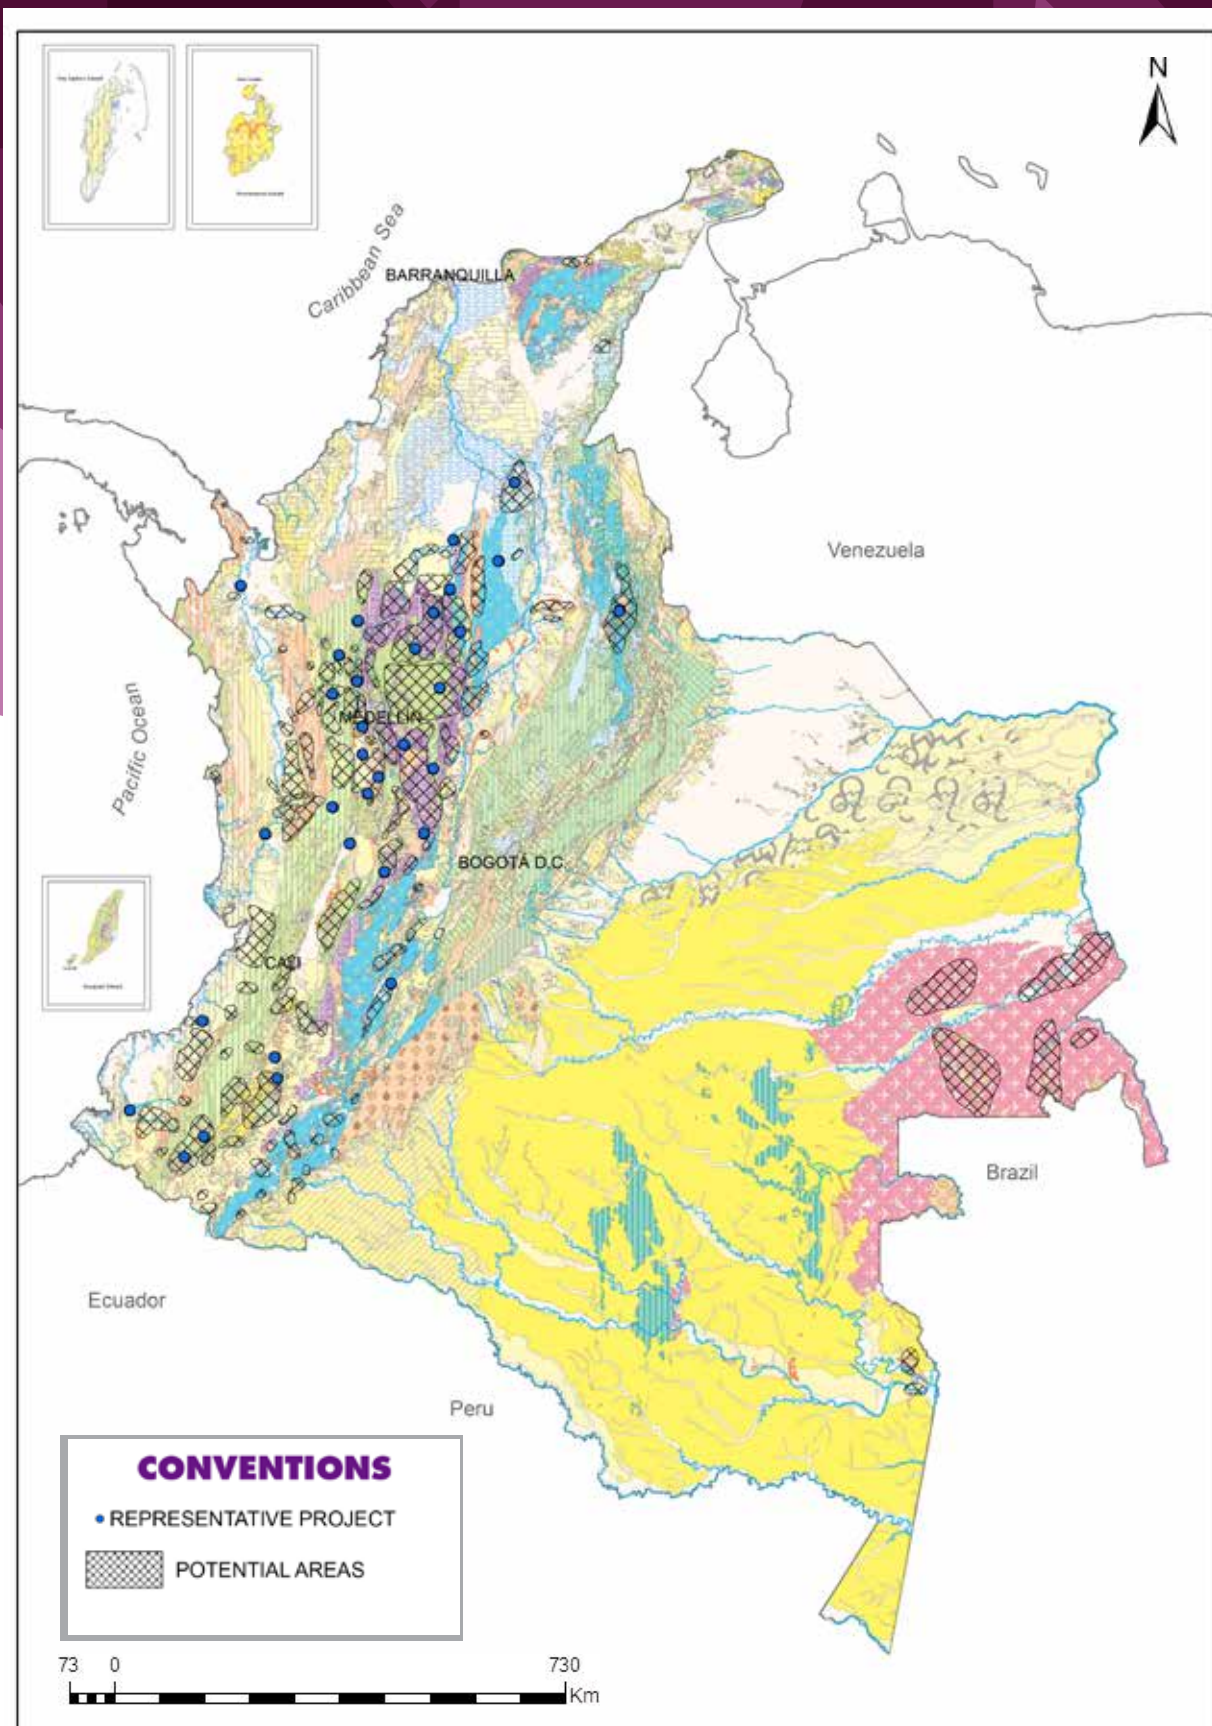 N
Caribbean Sea
BARRANQUILLA
Venezuela
Pacific Ocean
MEDELLIN
BOGOTÁ D.C.
CALI
Brazil
Ecuador
Peru
CONVENTIONS
REPRESENTATIVE PROJECT
POTENTIAL AREAS
73 0 730
Km